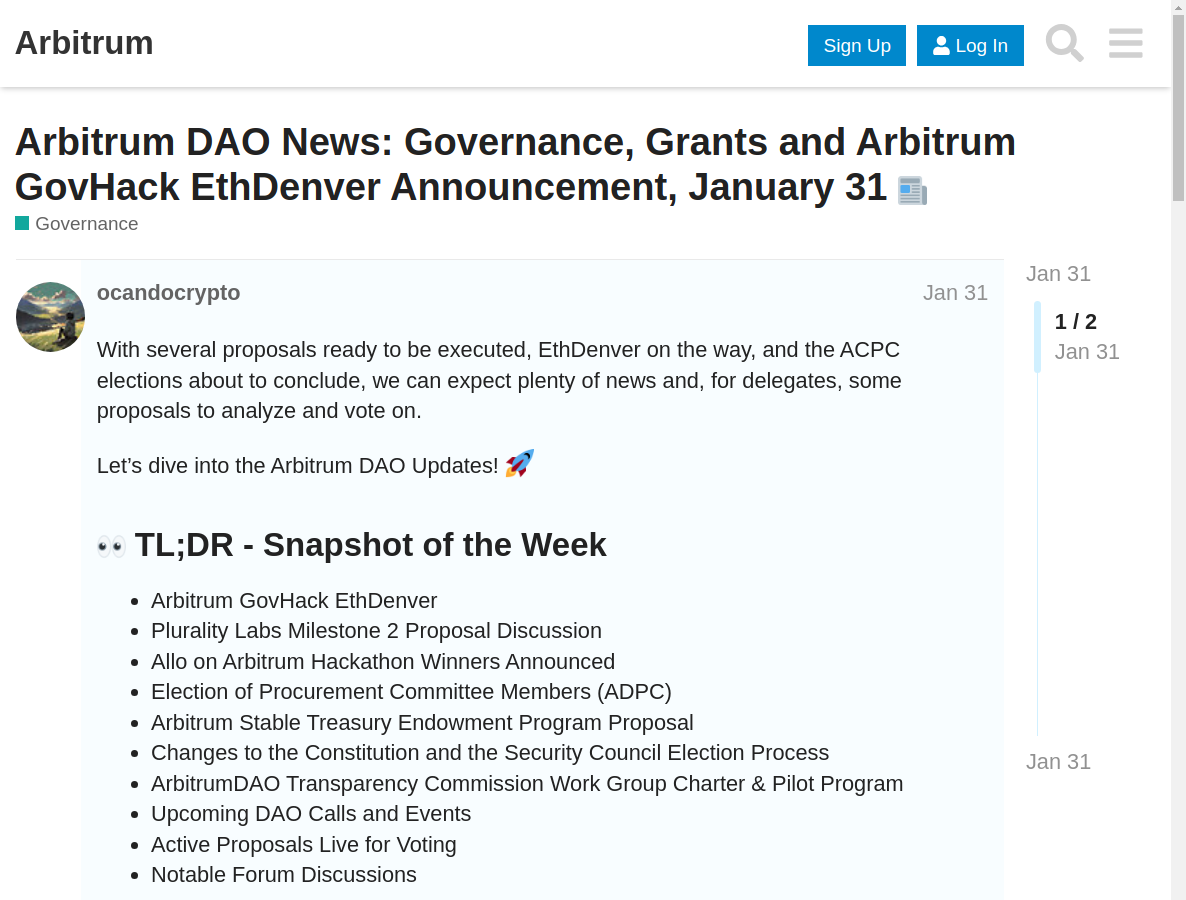 Arbitrum
Sign Up
Log In
Arbitrum DAO News: Governance, Grants and Arbitrum
GovHack EthDenver Announcement, January 31
Governance
ocandocrypto
Jan 31
With several proposals ready to be executed, EthDenver on the way, and the ACPC
elections about to conclude, we can expect plenty of news and, for delegates, some
proposals to analyze and vote on.
Let’s dive into the Arbitrum DAO Updates!
TL;DR - Snapshot of the Week
Arbitrum GovHack EthDenver
Plurality Labs Milestone 2 Proposal Discussion
Allo on Arbitrum Hackathon Winners Announced
Election of Procurement Committee Members (ADPC)
Arbitrum Stable Treasury Endowment Program Proposal
Changes to the Constitution and the Security Council Election Process
ArbitrumDAO Transparency Commission Work Group Charter & Pilot Program
Upcoming DAO Calls and Events
Active Proposals Live for Voting
Notable Forum Discussions
Jan 31
1 / 2
Jan 31
Jan 31